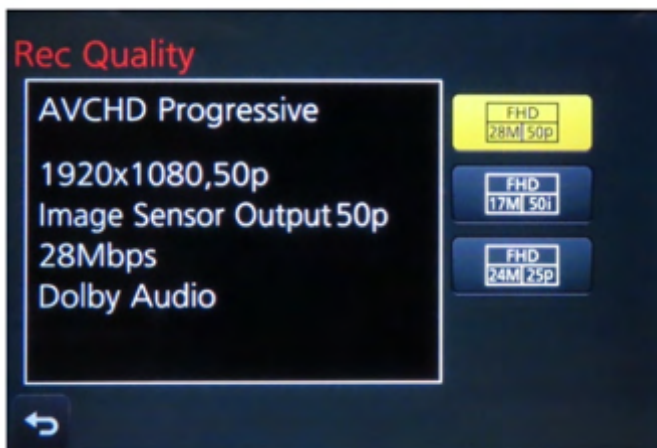 Rec Quality
AVCHD Progressive
1920x1080,50p
Image Sensor Output 50p
28Mbps
Dolby Audio
FHD
28M 50p
FHD
17M 50i
FHD
24M 25p